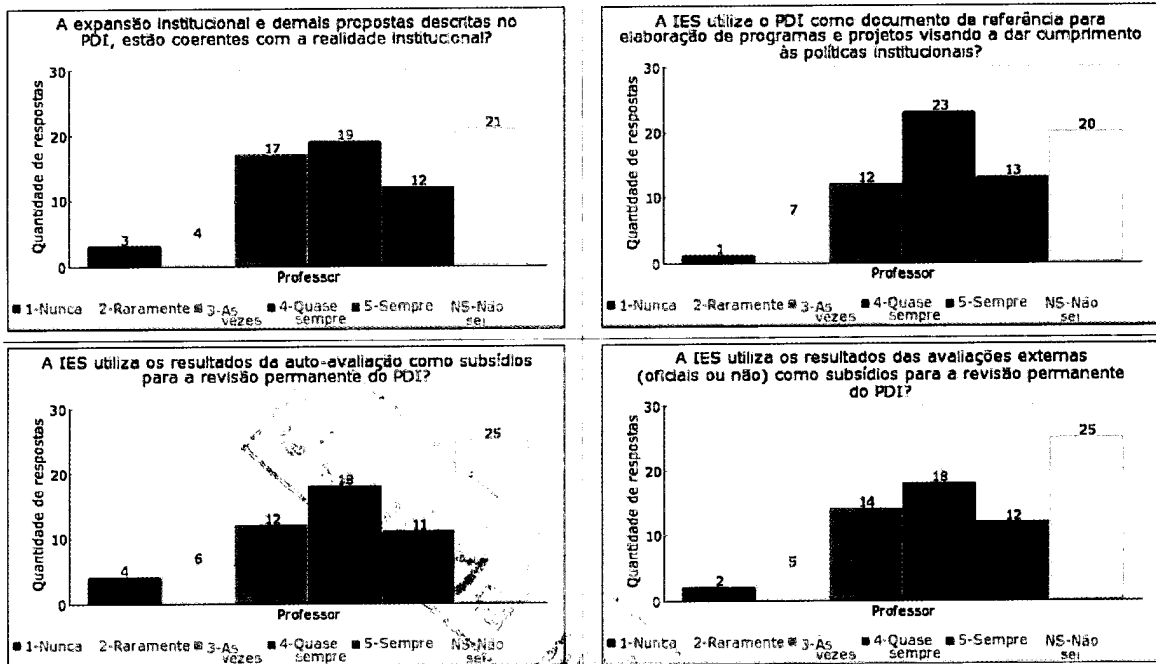 A expansão institucional e demais propostas descritas no
PDI, estão coerentes com a realidade institucional?
Quantidade de respostas
30
20
10
0
3
4
17
19
12
21
Professor
1-Nunca 2-Raramente 3-Às vezes 4-Quase sempre 5-Sempre NS-Não sei
A IES utiliza o PDI como documento de referência para
elaboração de programas e projetos visando a dar cumprimento
às políticas institucionais?
Quantidade de respostas
30
20
10
0
1
7
12
23
13
20
Professor
1-Nunca 2-Raramente 3-Às vezes 4-Quase sempre 5-Sempre NS-Não sei
A IES utiliza os resultados da auto-avaliação como subsídios
para a revisão permanente do PDI?
Quantidade de respostas
30
20
10
0
4
6
12
18
11
25
Professor
1-Nunca 2-Raramente 3-Às vezes 4-Quase sempre 5-Sempre NS-Não sei
A IES utiliza os resultados das avaliações externas
(oficiais ou não) como subsídios para a revisão permanente
do PDI?
Quantidade de respostas
30
20
10
0
2
5
14
18
12
25
Professor
1-Nunca 2-Raramente 3-Às vezes 4-Quase sempre 5-Sempre NS-Não sei